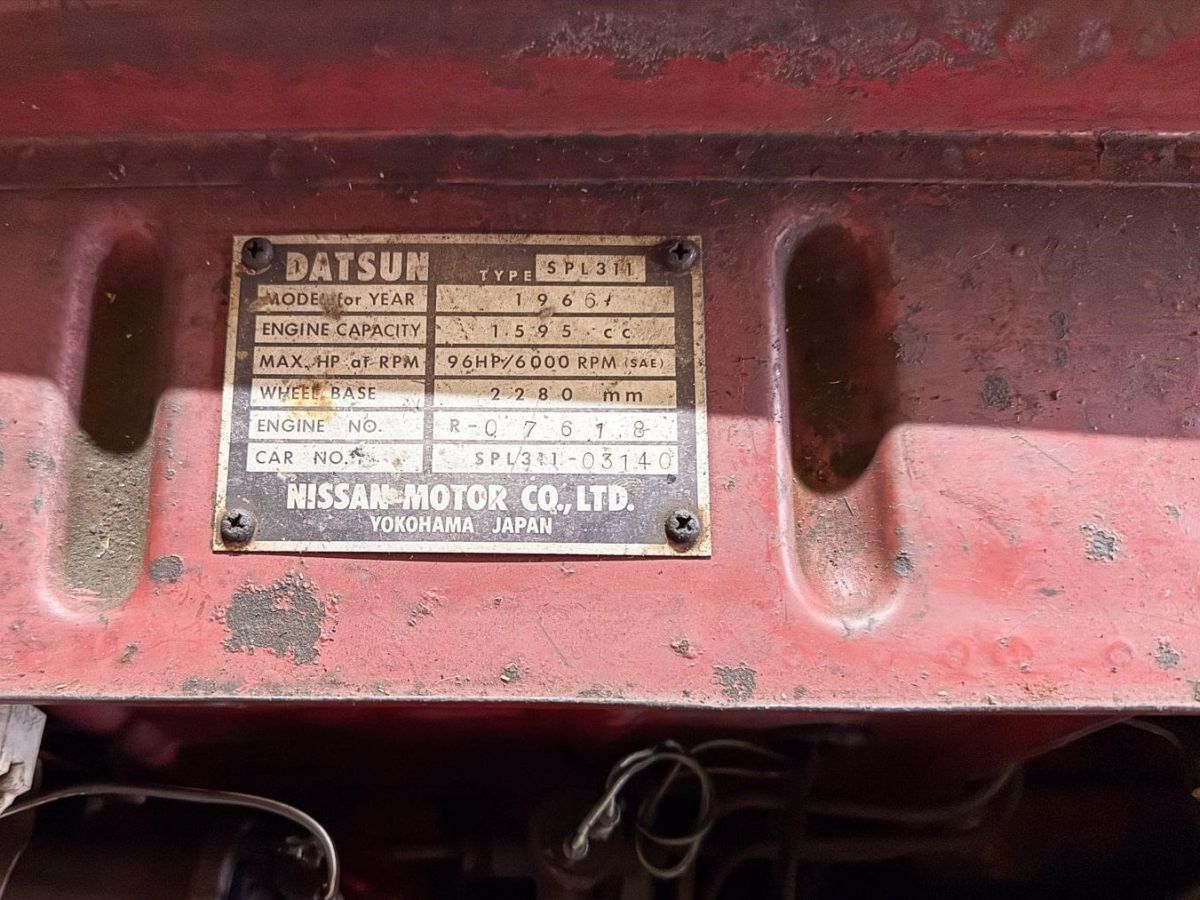 DATSUN TYPE SPL311
MODEL for YEAR 1966
ENGINE CAPACITY 1595 cc
MAX. HP at RPM 96HP/6000 RPM (SAE)
WHEEL BASE 2280 mm
ENGINE NO. R-07618
CAR NO. SPL311-03140
NISSAN MOTOR CO., LTD.
YOKOHAMA JAPAN